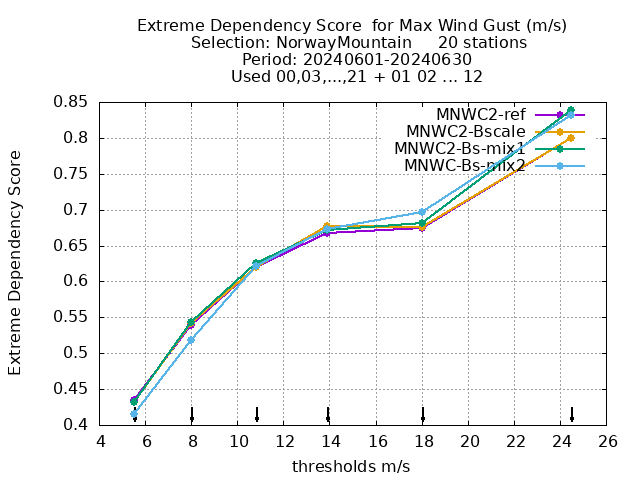 Extreme Dependency Score  for Max Wind Gust (m/s)
Selection: NorwayMountain     20 stations
Period: 20240601-20240630
Used 00,03,...,21 + 01 02 ... 12
MNWC2-ref
MNWC2-Bscale
MNWC2-Bs-mix1
MNWC-Bs-mix2
Extreme Dependency Score
0.85
0.8
0.75
0.7
0.65
0.6
0.55
0.5
0.45
0.4
4 6 8 10 12 14 16 18 20 22 24 26
thresholds m/s